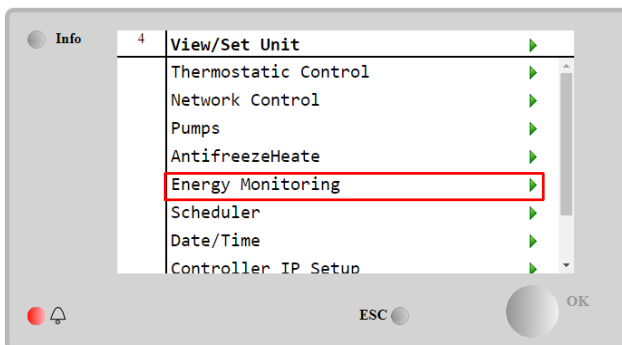 Info
4 View/Set Unit
Thermostatic Control
Network Control
Pumps
AntifreezeHeate
Energy Monitoring
Scheduler
Date/Time
Controller IP Setup
ESC
OK